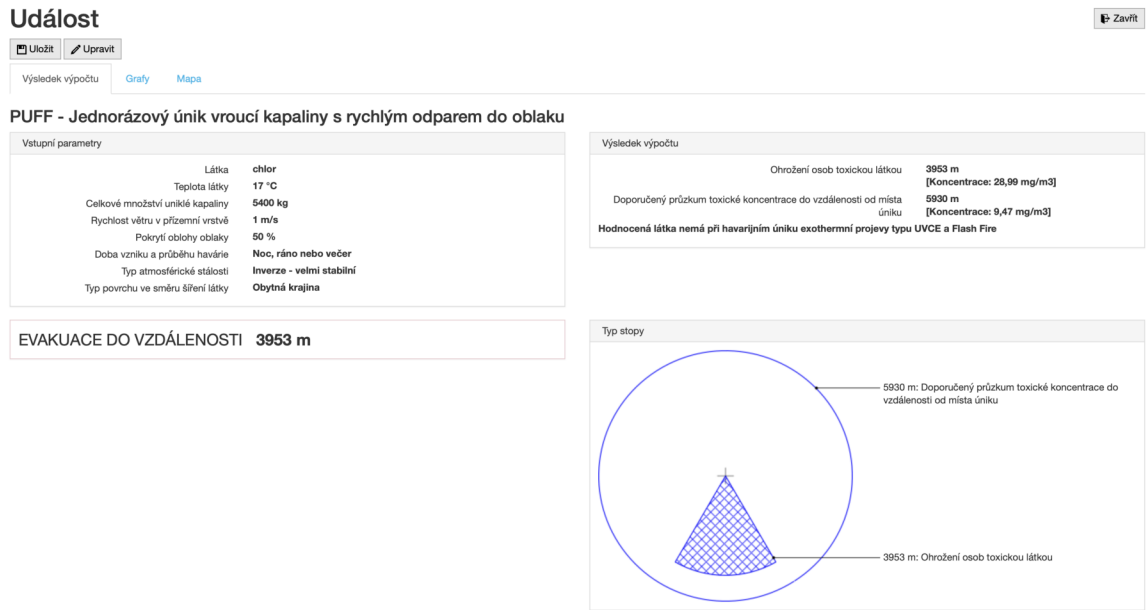 Událost
Zavřít
Uložit
Upravit
Výsledek výpočtu
Grafy
Mapa
PUFF - Jednorázový únik vroucí kapaliny s rychlým odparem do oblaku
Vstupní parametry
Látka chlor
Teplota látky 17 °C
Celkové množství uniklé kapaliny 5400 kg
Rychlost větru v přízemní vrstvě 1 m/s
Pokrytí oblohy oblaky 50 %
Doba vzniku a průběhu havárie Noc, ráno nebo večer
Typ atmosférické stálosti Inverze - velmi stabilní
Typ povrchu ve směru šíření látky Obytná krajina
Výsledek výpočtu
Ohrožení osob toxickou látkou 3953 m
[Koncentrace: 28,99 mg/m3]
Doporučený průzkum toxické koncentrace do vzdálenosti od místa 5930 m
úniku [Koncentrace: 9,47 mg/m3]
Hodnocená látka nemá při havarijním úniku exothermní projevy typu UVCE a Flash Fire
EVAKUACE DO VZDÁLENOSTI 3953 m
Typ stopy
5930 m: Doporučený průzkum toxické koncentrace do
vzdálenosti od místa úniku
3953 m: Ohrožení osob toxickou látkou